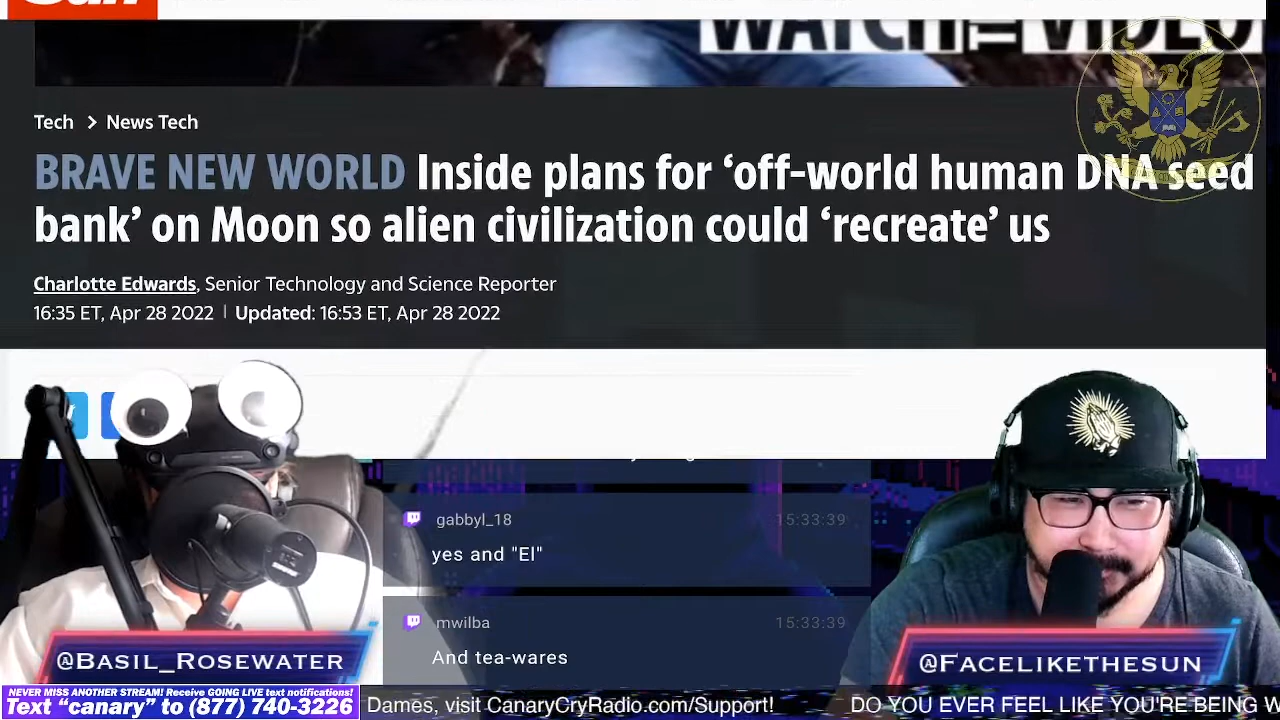 Sun
WATCH THE VIDEO
Tech > News Tech
BRAVE NEW WORLD Inside plans for ‘off-world human DNA seed
bank’ on Moon so alien civilization could ‘recreate’ us
Charlotte Edwards, Senior Technology and Science Reporter
16:35 ET, Apr 28 2022 | Updated: 16:53 ET, Apr 28 2022
gabbyl_18 15:33:39
yes and "El"
mwilba 15:33:39
And tea-wares
@BASIL_ROSEWATER
@FACELIKETHESUN
NEVER MISS ANOTHER STREAM! Receive GOING LIVE text notifications!
Text “canary” to (877) 740-3226
Dames, visit CanaryCryRadio.com/Support! DO YOU EVER FEEL LIKE YOU'RE BEING W